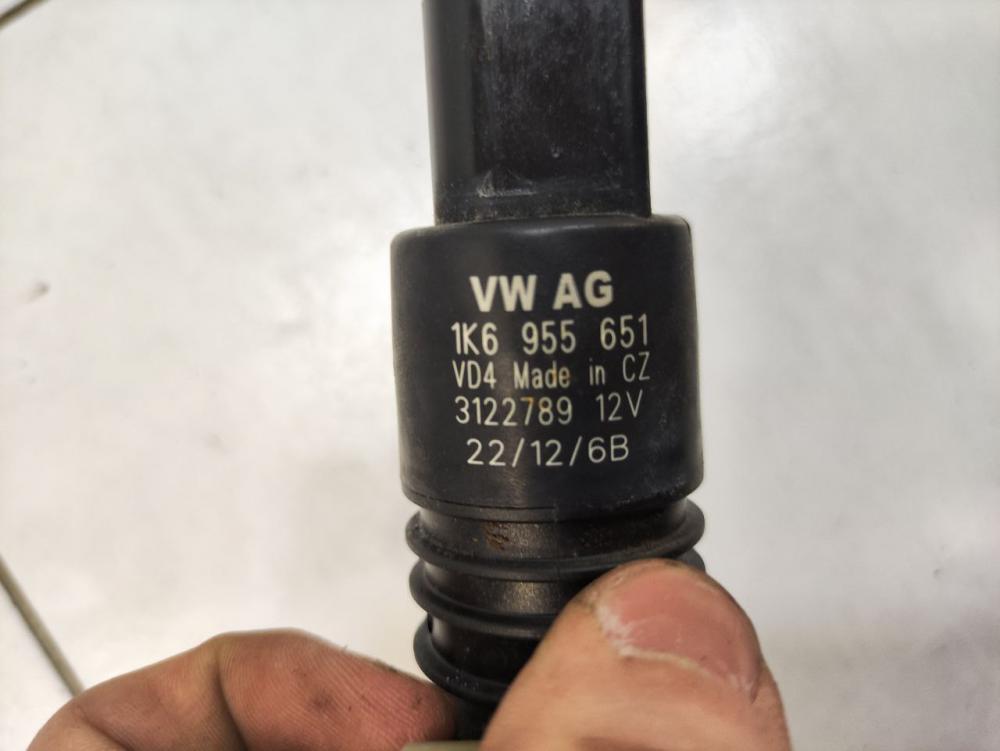 VW AG
1K6 955 651
VD4 Made in CZ
3122789 12V
22/12/6B